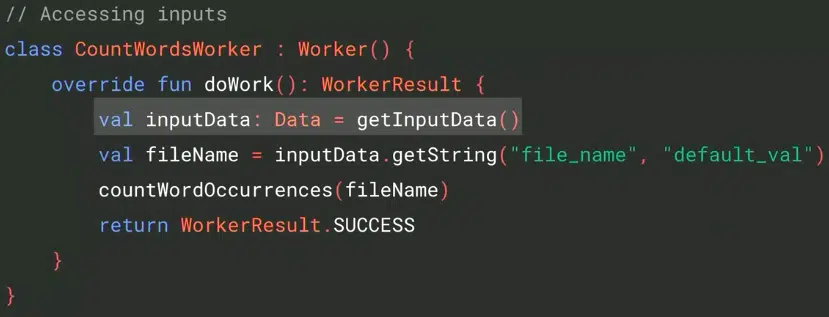 // Accessing inputs
class CountWordsWorker : Worker() {
    override fun doWork(): WorkerResult {
        val inputData: Data = getInputData()
        val fileName = inputData.getString("file_name", "default_val")
        countWordOccurrences(fileName)
        return WorkerResult.SUCCESS
    }
}